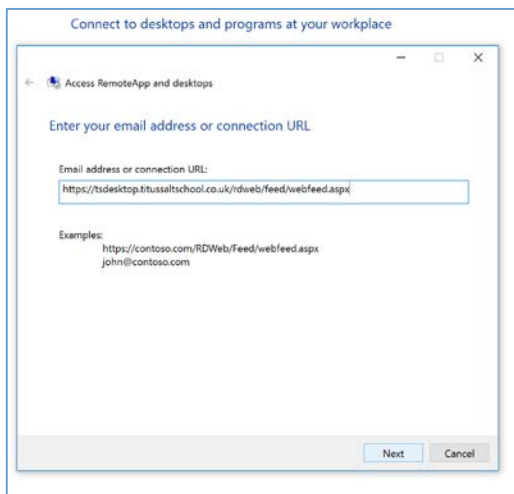 Connect to desktops and programs at your workplace
Access RemoteApp and desktops
Enter your email address or connection URL
Email address or connection URL:
https://tsdesktop.titussaltschool.co.uk/rdweb/feed/webfeed.aspx
Examples:
https://contoso.com/RDWeb/Feed/webfeed.aspx
john@contoso.com
Next Cancel